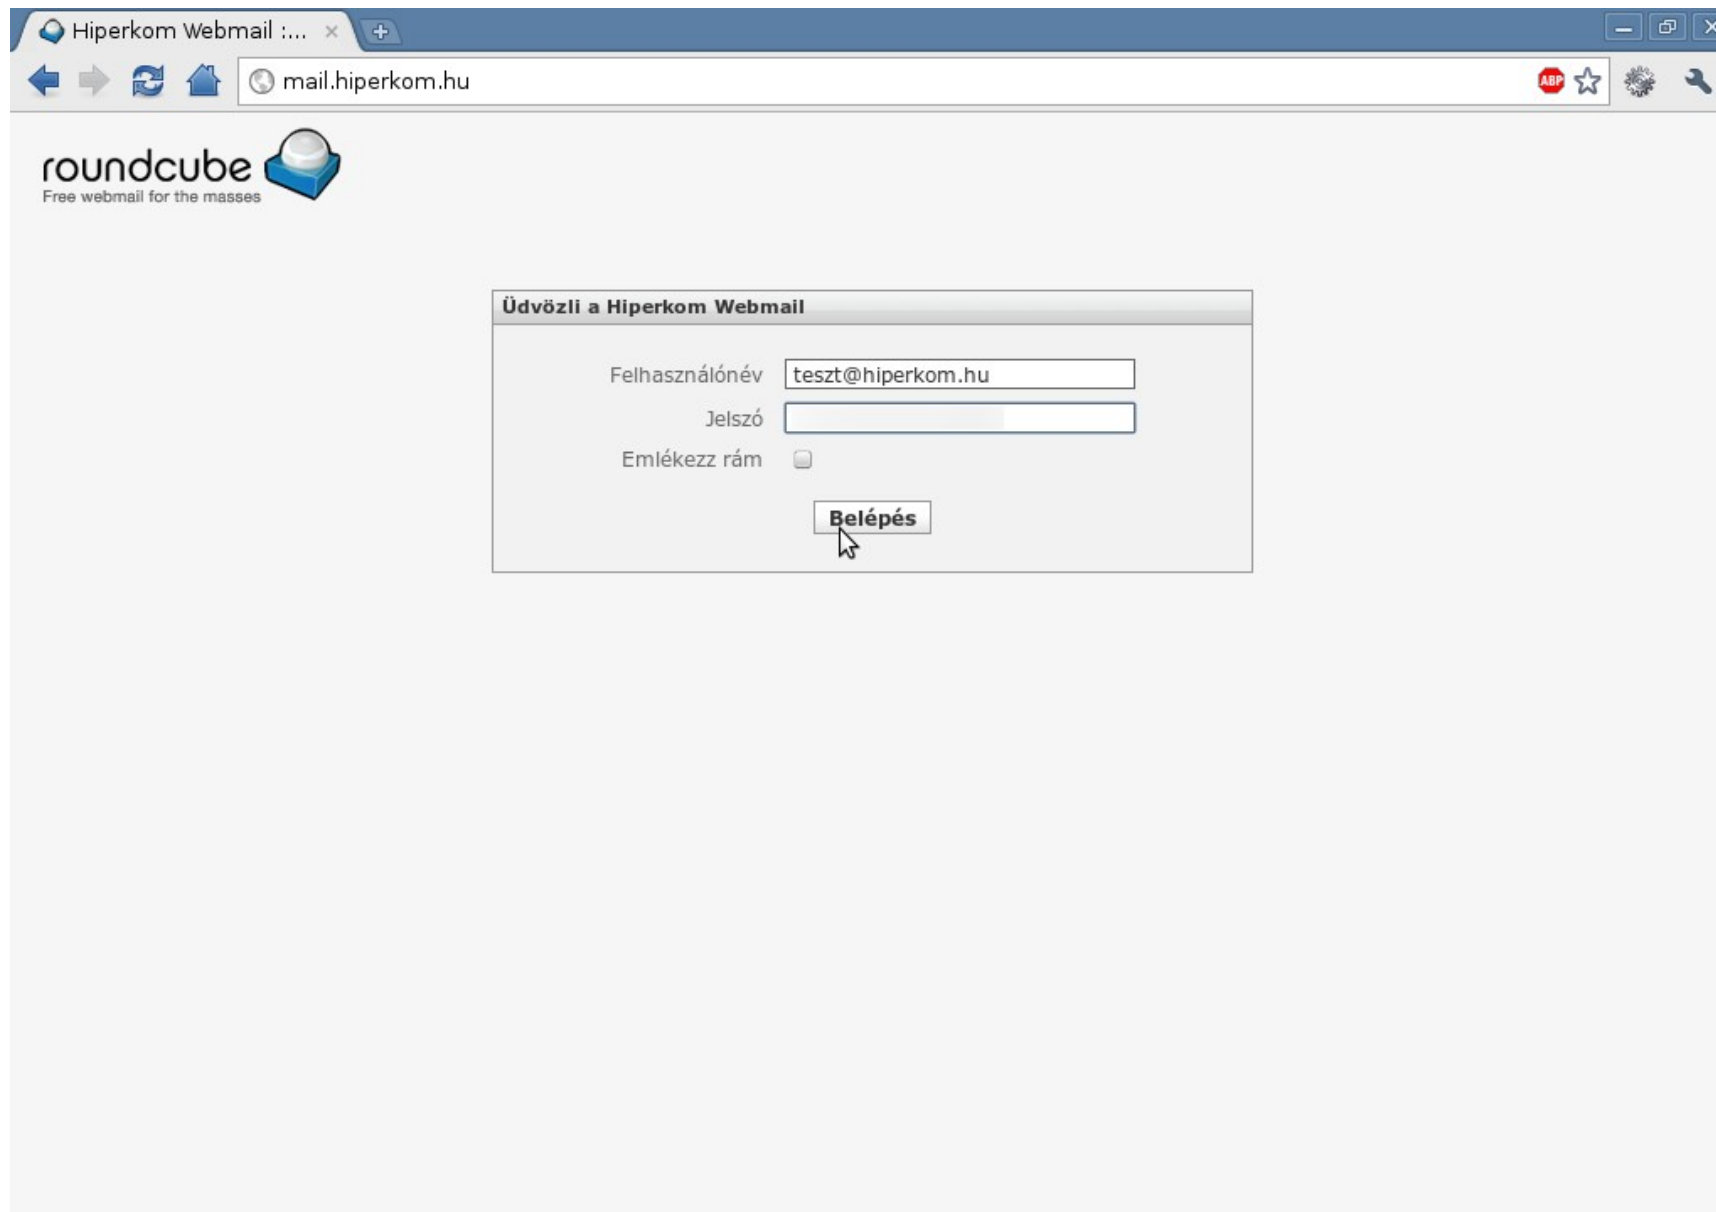 Hiperkom Webmail :...
mail.hiperkom.hu
ABP
roundcube
Free webmail for the masses
Üdvözli a Hiperkom Webmail
Felhasználónév teszt@hiperkom.hu
Jelszó
Emlékezz rám
Belépés